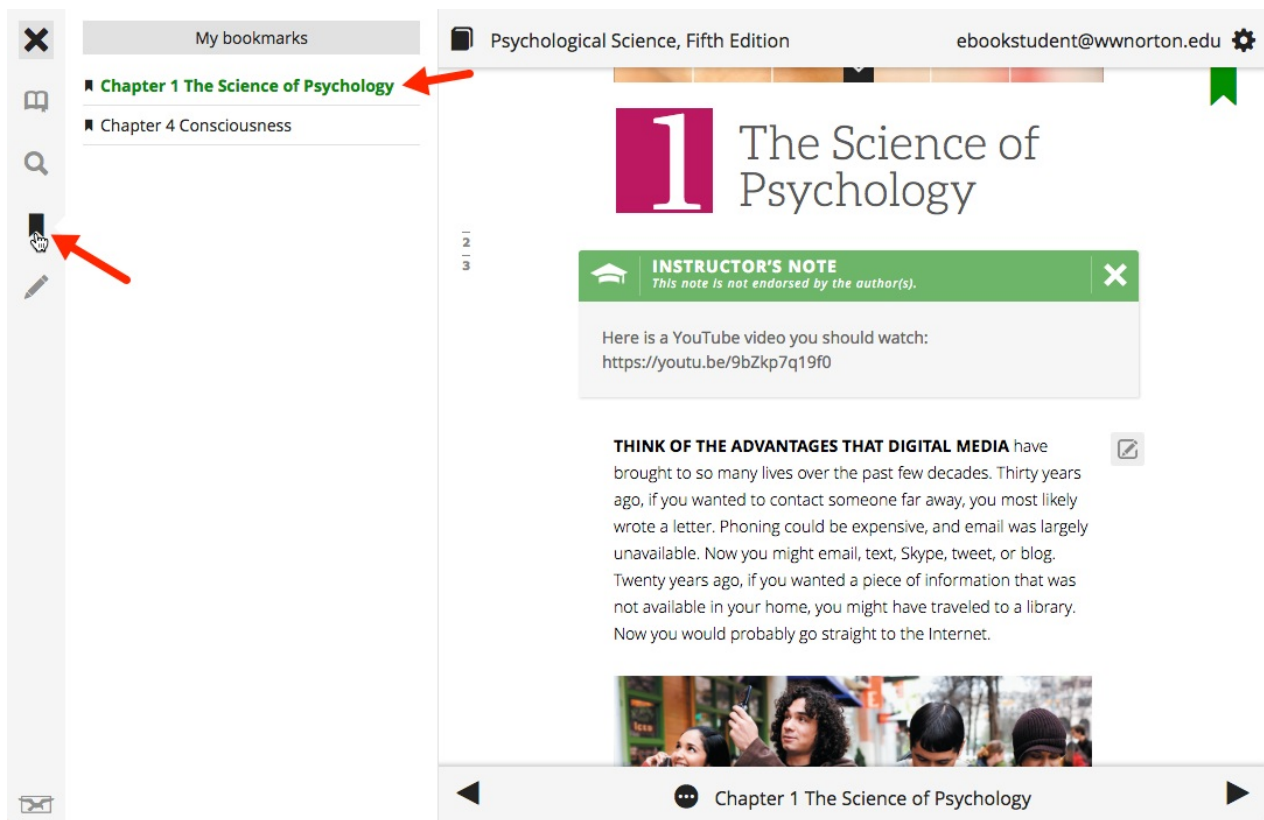 My bookmarks
Chapter 1 The Science of Psychology
Chapter 4 Consciousness
Psychological Science, Fifth Edition
ebookstudent@wwnorton.edu
1
The Science of
Psychology
2
3
INSTRUCTOR'S NOTE
This note is not endorsed by the author(s).
Here is a YouTube video you should watch:
https://youtu.be/9bZkp7q19f0
THINK OF THE ADVANTAGES THAT DIGITAL MEDIA have
brought to so many lives over the past few decades. Thirty years
ago, if you wanted to contact someone far away, you most likely
wrote a letter. Phoning could be expensive, and email was largely
unavailable. Now you might email, text, Skype, tweet, or blog.
Twenty years ago, if you wanted a piece of information that was
not available in your home, you might have traveled to a library.
Now you would probably go straight to the Internet.
Chapter 1 The Science of Psychology